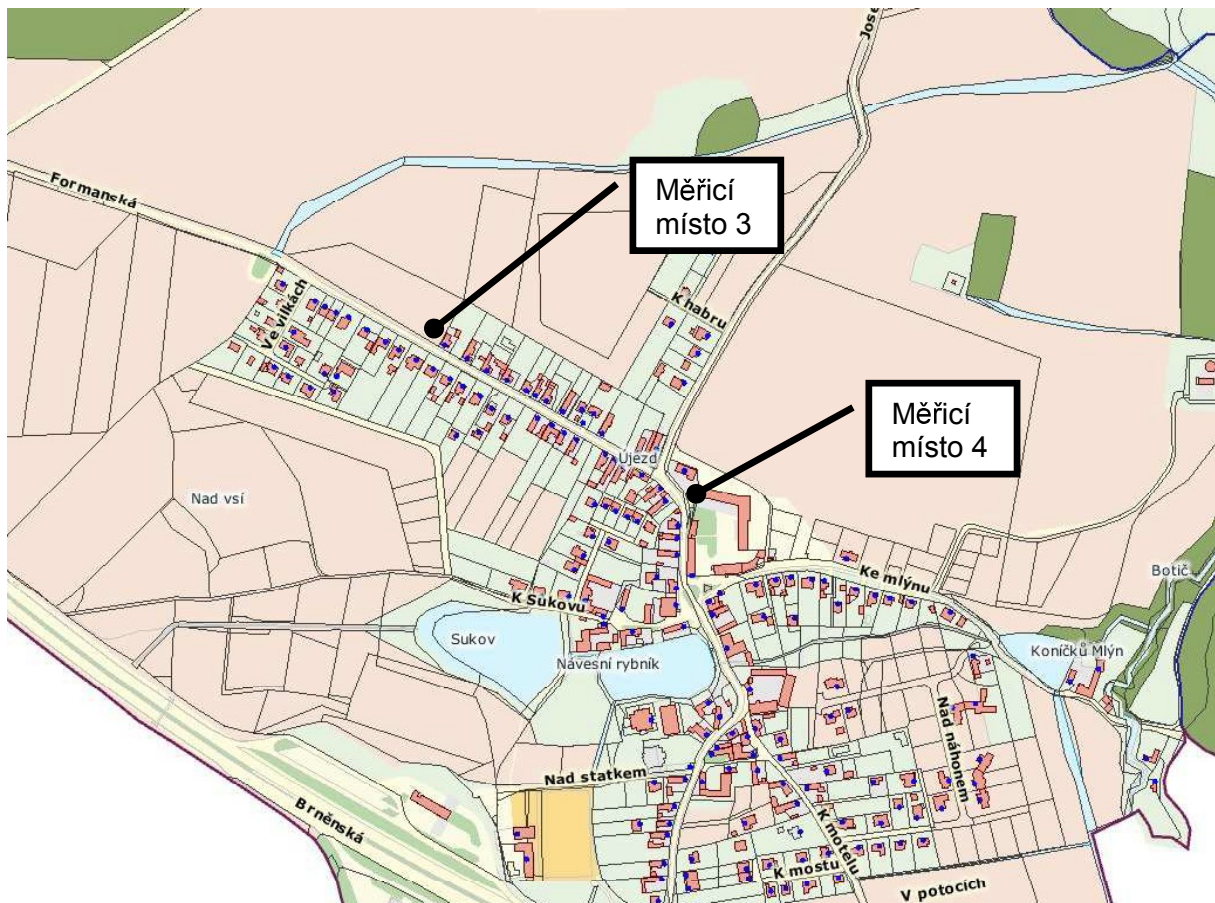 Jose
Formanská
Měřicí
místo 3
Ve vilkách
K habru
Měřicí
místo 4
Újezd
Nad vsí
Ke mlýnu
Botič
K Sukovu
Sukov
Návesní rybník
Koníčků Mlýn
Nad náhonem
Nad statkem
Brněnská
K motelu
K mostu
V potocích